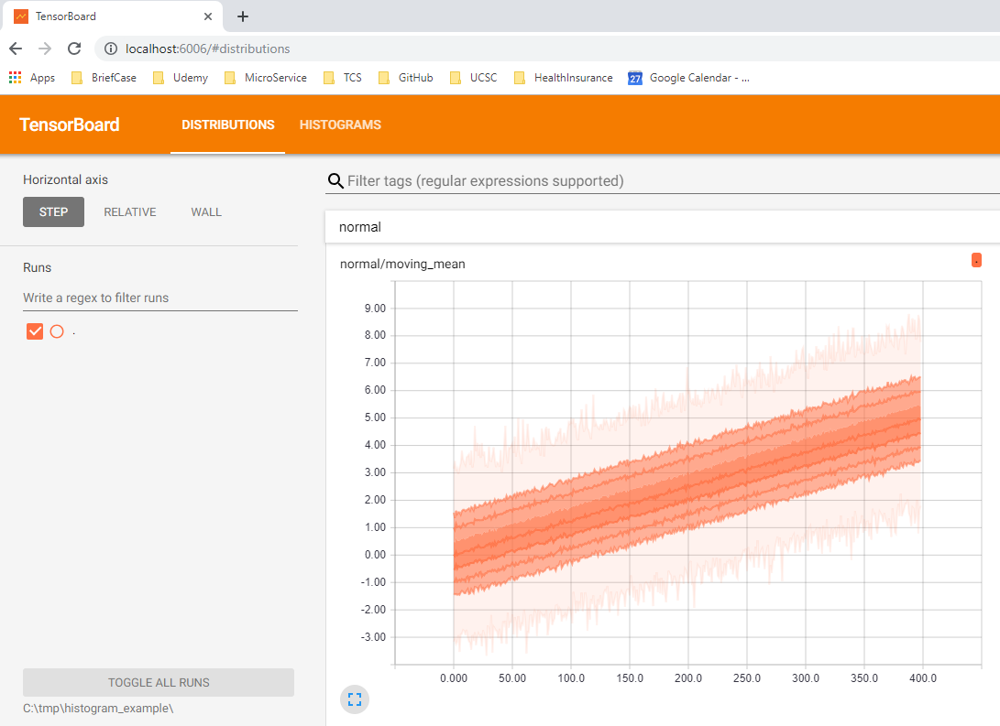 TensorBoard
localhost:6006/#distributions
Apps BriefCase Udemy MicroService TCS GitHub UCSC HealthInsurance 27 Google Calendar - ...
TensorBoard DISTRIBUTIONS HISTOGRAMS
Horizontal axis
STEP RELATIVE WALL
Runs
Write a regex to filter runs
.
TOGGLE ALL RUNS
C:\tmp\histogram_example\
Filter tags (regular expressions supported)
normal
normal/moving_mean
.
9.00
8.00
7.00
6.00
5.00
4.00
3.00
2.00
1.00
0.00
-1.00
-2.00
-3.00
0.000 50.00 100.0 150.0 200.0 250.0 300.0 350.0 400.0